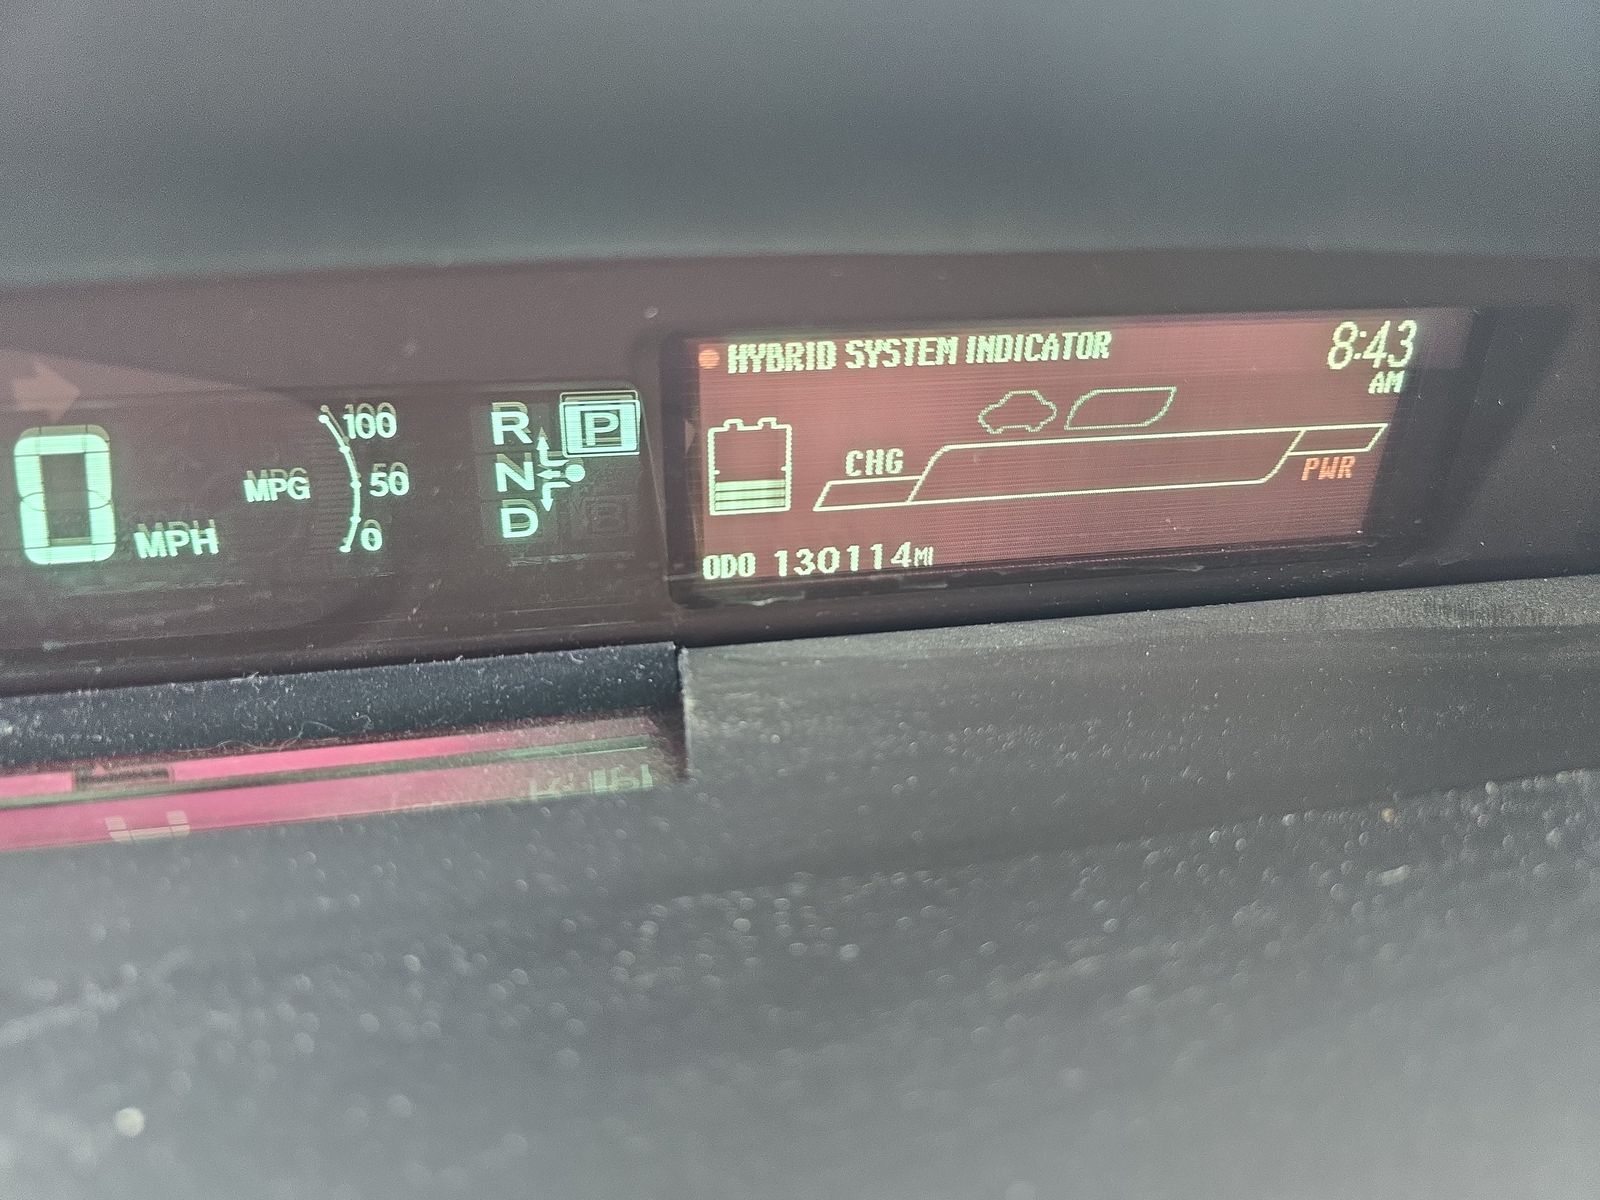 HYBRID SYSTEM INDICATOR 8:43
AM
CHG
PWR
ODO 130114MI
0 MPH
MPG
100
50
0
R P
N
D